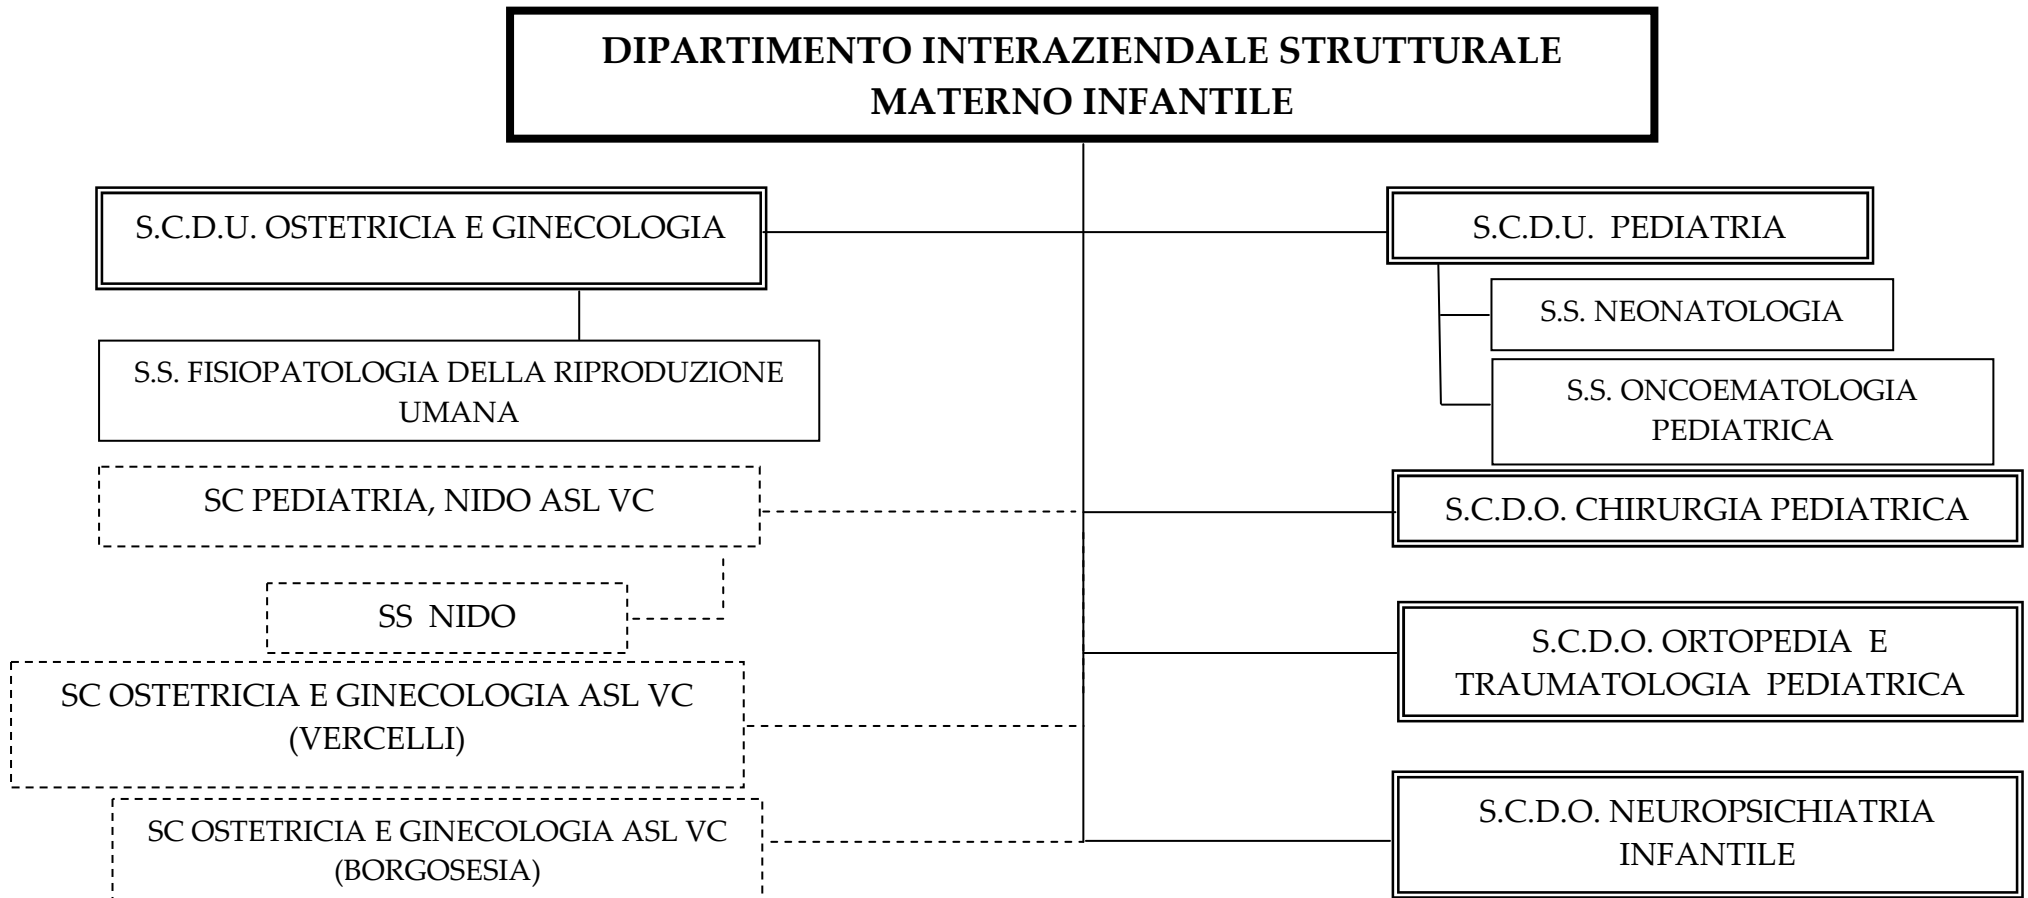 DIPARTIMENTO INTERAZIENDALE STRUTTURALE
MATERNO INFANTILE
S.C.D.U. OSTETRICIA E GINECOLOGIA
S.C.D.U. PEDIATRIA
S.S. NEONATOLOGIA
S.S. FISIOPATOLOGIA DELLA RIPRODUZIONE
UMANA
S.S. ONCOEMATOLOGIA
PEDIATRICA
SC PEDIATRIA, NIDO ASL VC
S.C.D.O. CHIRURGIA PEDIATRICA
SS NIDO
S.C.D.O. ORTOPEDIA E
TRAUMATOLOGIA PEDIATRICA
SC OSTETRICIA E GINECOLOGIA ASL VC
(VERCELLI)
S.C.D.O. NEUROPSICHIATRIA
INFANTILE
SC OSTETRICIA E GINECOLOGIA ASL VC
(BORGOSESIA)